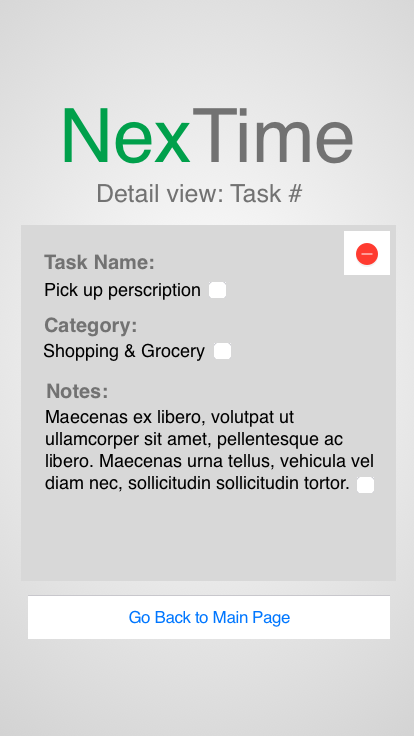 NexTime
Detail view: Task #
Task Name:
Pick up perscription
Category:
Shopping & Grocery
Notes:
Maecenas ex libero, volutpat ut
ullamcorper sit amet, pellentesque ac
libero. Maecenas urna tellus, vehicula vel
diam nec, sollicitudin sollicitudin tortor.
Go Back to Main Page